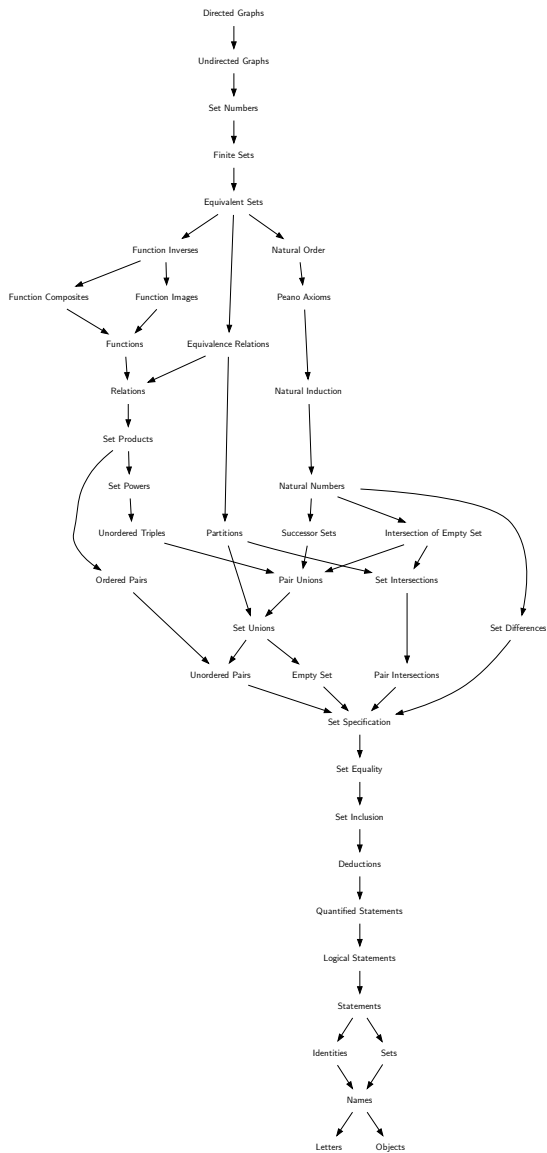 Directed Graphs
Undirected Graphs
Set Numbers
Finite Sets
Equivalent Sets
Function Inverses
Natural Order
Function Composites
Function Images
Peano Axioms
Functions
Equivalence Relations
Relations
Natural Induction
Set Products
Set Powers
Natural Numbers
Unordered Triples
Partitions
Successor Sets
Intersection of Empty Set
Ordered Pairs
Pair Unions
Set Intersections
Set Unions
Set Differences
Unordered Pairs
Empty Set
Pair Intersections
Set Specification
Set Equality
Set Inclusion
Deductions
Quantified Statements
Logical Statements
Statements
Identities
Sets
Names
Letters
Objects